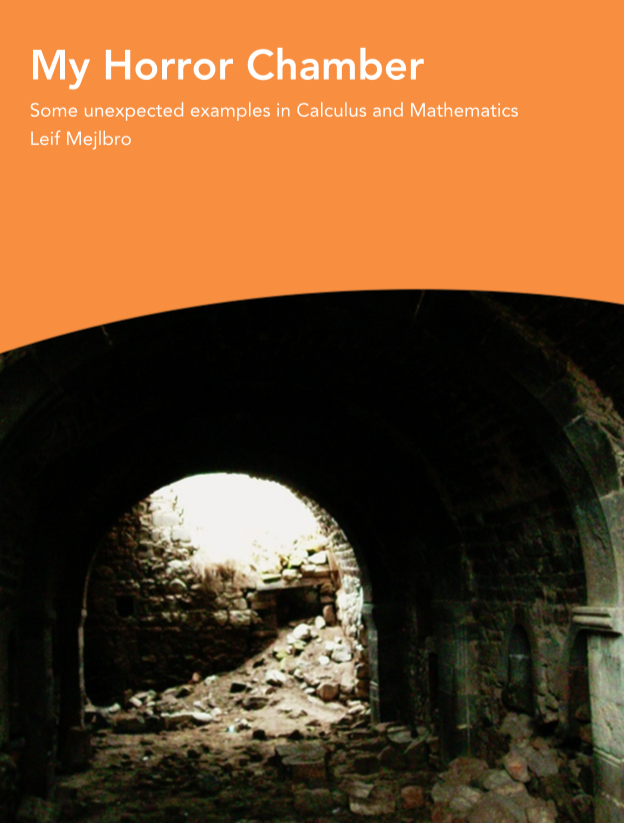 My Horror Chamber
Some unexpected examples in Calculus and Mathematics
Leif Mejlbro